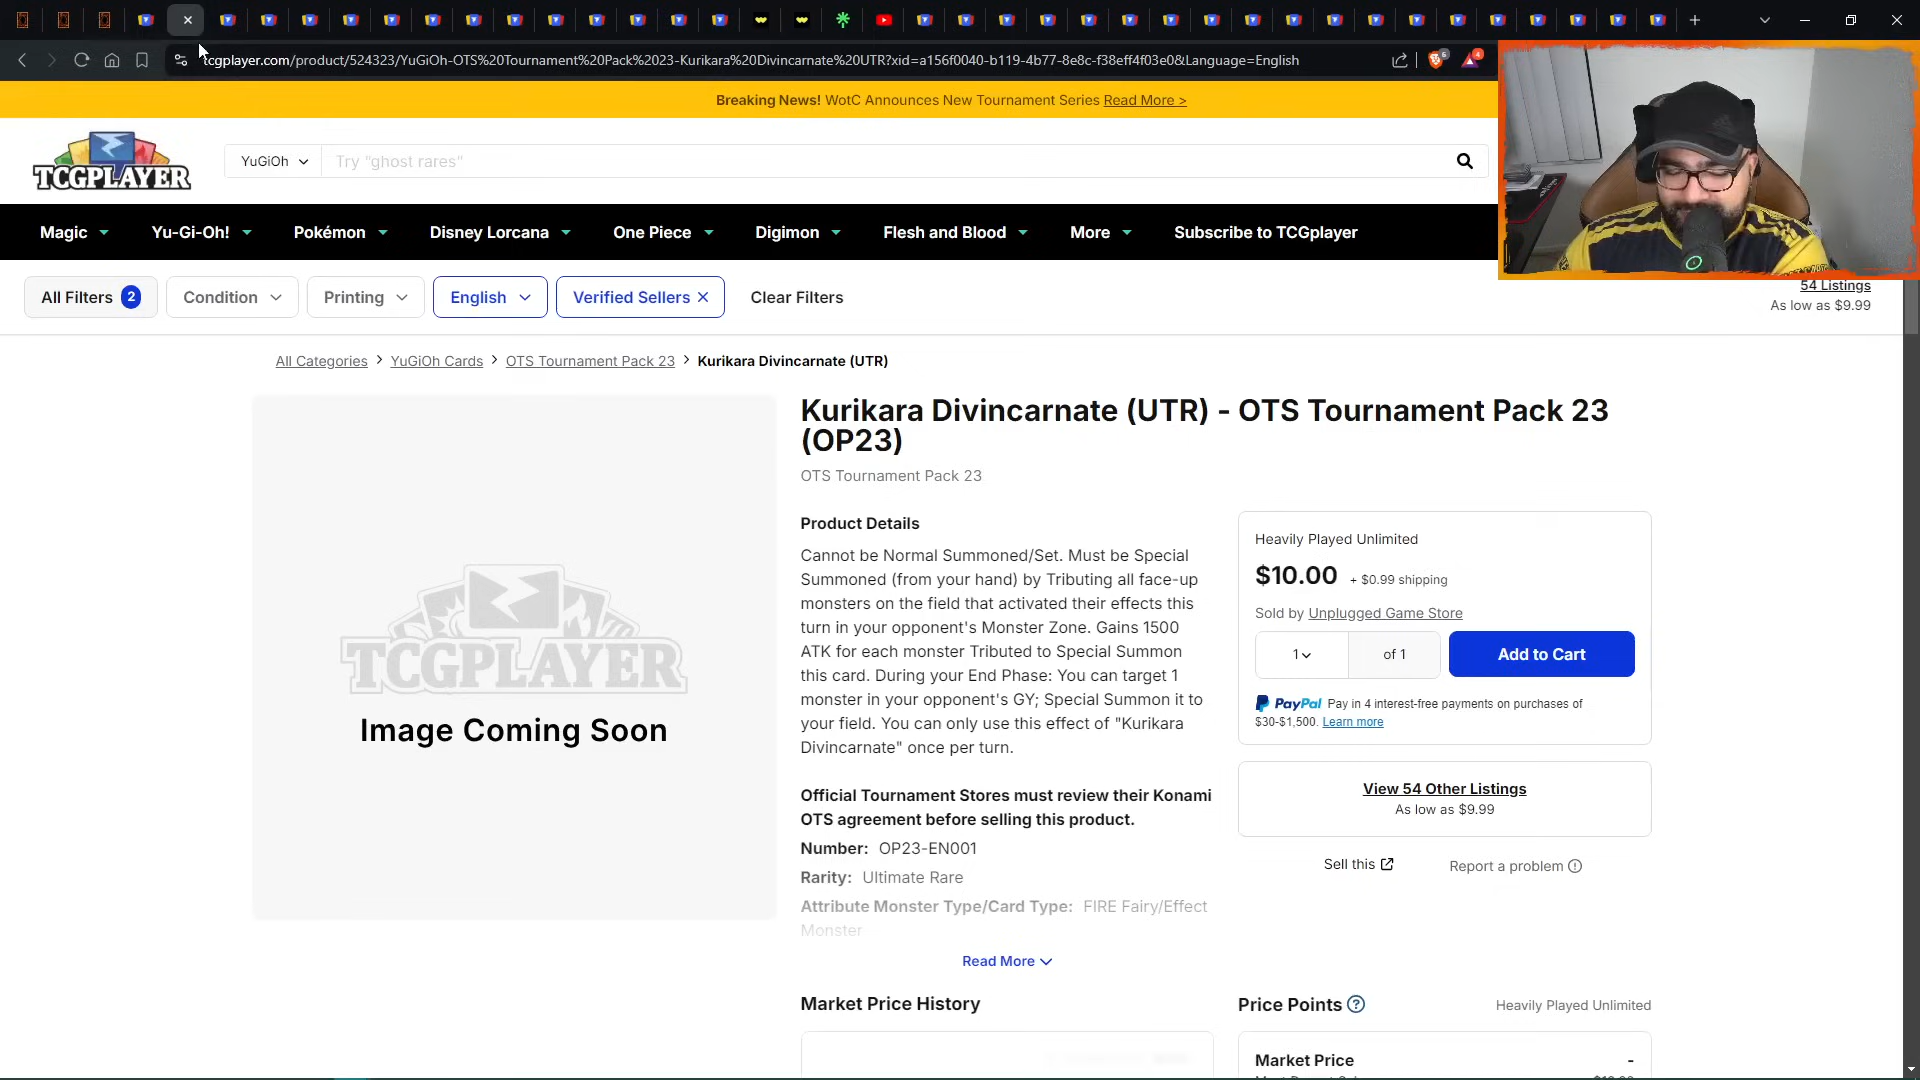 tcgplayer.com/product/524323/YuGiOh-OTS%20Tournament%20Pack%2023-Kurikara%20Divincarnate%20UTR?xid=a156f0040-b119-4b77-8e8c-f38eff4f03e0&Language=English
6
4
Breaking News! WotC Announces New Tournament Series Read More >
TCGPLAYER
YuGiOh
Try "ghost rares"
Magic
Yu-Gi-Oh!
Pokémon
Disney Lorcana
One Piece
Digimon
Flesh and Blood
More
Subscribe to TCGplayer
All Filters 2
Condition
Printing
English
Verified Sellers
Clear Filters
54 Listings
As low as $9.99
All Categories > YuGiOh Cards > OTS Tournament Pack 23 > Kurikara Divincarnate (UTR)
TCGPLAYER
Image Coming Soon
Kurikara Divincarnate (UTR) - OTS Tournament Pack 23
(OP23)
OTS Tournament Pack 23
Product Details
Cannot be Normal Summoned/Set. Must be Special
Summoned (from your hand) by Tributing all face-up
monsters on the field that activated their effects this
turn in your opponent's Monster Zone. Gains 1500
ATK for each monster Tributed to Special Summon
this card. During your End Phase: You can target 1
monster in your opponent's GY; Special Summon it to
your field. You can only use this effect of "Kurikara
Divincarnate" once per turn.
Official Tournament Stores must review their Konami
OTS agreement before selling this product.
Number: OP23-EN001
Rarity: Ultimate Rare
Attribute Monster Type/Card Type: FIRE Fairy/Effect
Monster
Read More
Heavily Played Unlimited
$10.00 + $0.99 shipping
Sold by Unplugged Game Store
1
of 1
Add to Cart
PayPal Pay in 4 interest-free payments on purchases of
$30-$1,500. Learn more
View 54 Other Listings
As low as $9.99
Sell this
Report a problem
Market Price History
Price Points
Heavily Played Unlimited
Market Price
-